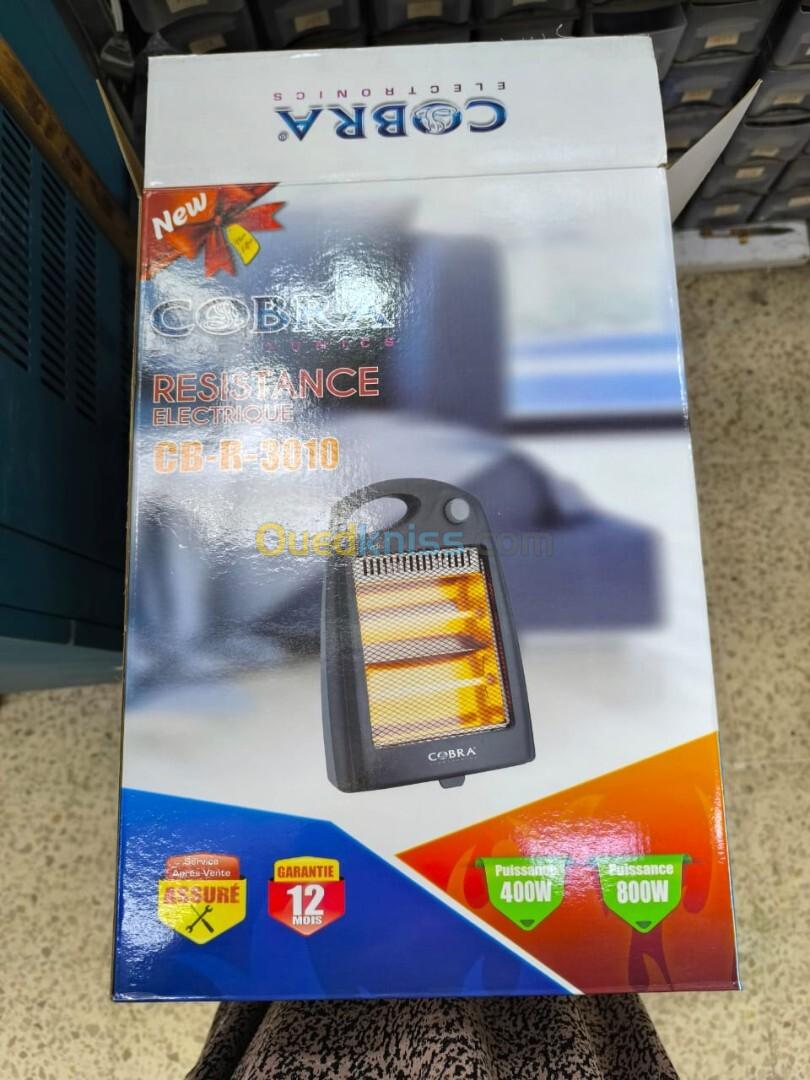 COBRA
ELECTRONICS
New
COBRA
RESISTANCE
ELECTRIQUE
CB-R-3010
Ouedkniss.com
COBRA
Service
Après Vente
ASSURÉ
GARANTIE
12
MOIS
Puissance
400W
Puissance
800W